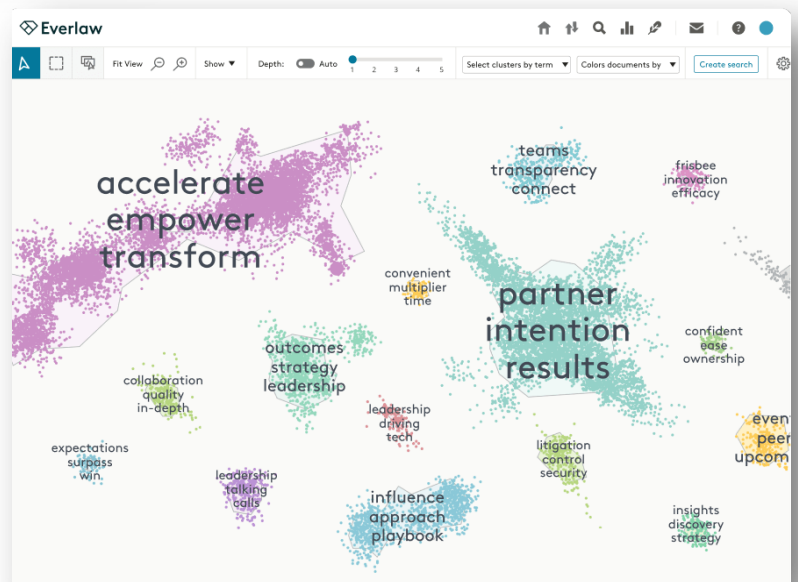 Everlaw
Fit View
Show
Depth:
Auto
1 2 3 4 5
Select clusters by term
Colors documents by
Create search
accelerate
empower
transform
teams
transparency
connect
frisbee
innovation
efficacy
convenient
multiplier
time
partner
intention
results
confident
ease
ownership
outcomes
strategy
leadership
collaboration
quality
in-depth
leadership
driving
tech
event
peer
upcom
expectations
surpass
win
litigation
control
security
leadership
talking
calls
influence
approach
playbook
insights
discovery
strategy